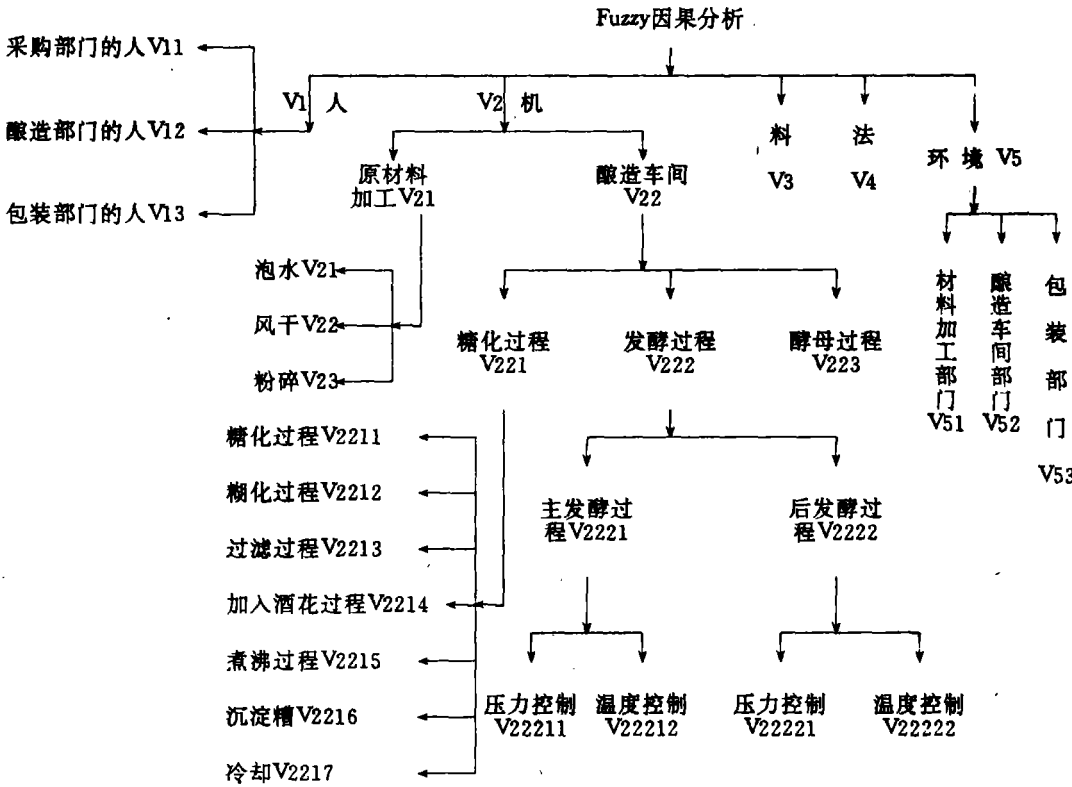 Fuzzy因果分析
采购部门的人V11
酿造部门的人V12
包装部门的人V13
V1 人
V2 机
料
V3
法
V4
环境 V5
原材料
加工V21
酿造车间
V22
泡水V21
风干V22
粉碎V23
糖化过程
V221
发酵过程
V222
酵母过程
V223
材料加工部门
V51
酿造车间部门
V52
包装部门
V53
糖化过程V2211
糊化过程V2212
过滤过程V2213
加入酒花过程V2214
煮沸过程V2215
沉淀糟V2216
冷却V2217
主发酵过
程V2221
后发酵过
程V2222
压力控制
V22211
温度控制
V22212
压力控制
V22221
温度控制
V22222